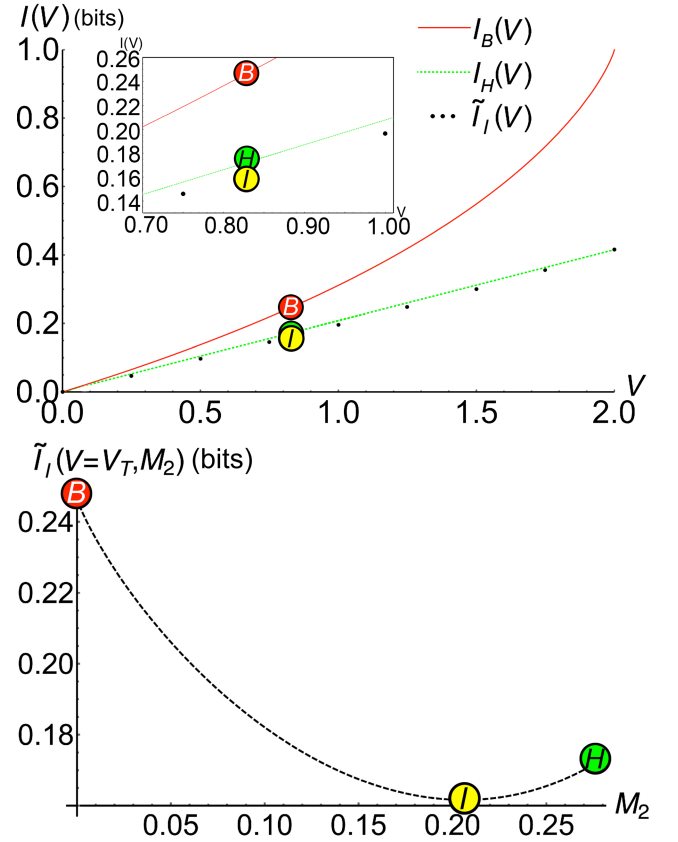 I(V) (bits)
1.0
0.8
0.6
0.4
0.2
0.0
0.0 0.5 1.0 1.5 2.0
V
I_B(V)
I_H(V)
Ĩ_I(V)
I(V)
0.26
0.24
0.22
0.20
0.18
0.16
0.14
0.70 0.80 0.90 1.00
V
B
H
I
B
I
Ĩ_I(V=V_T,M_2) (bits)
B
0.24
0.22
0.20
0.18
H
I
0.05 0.10 0.15 0.20 0.25
M_2